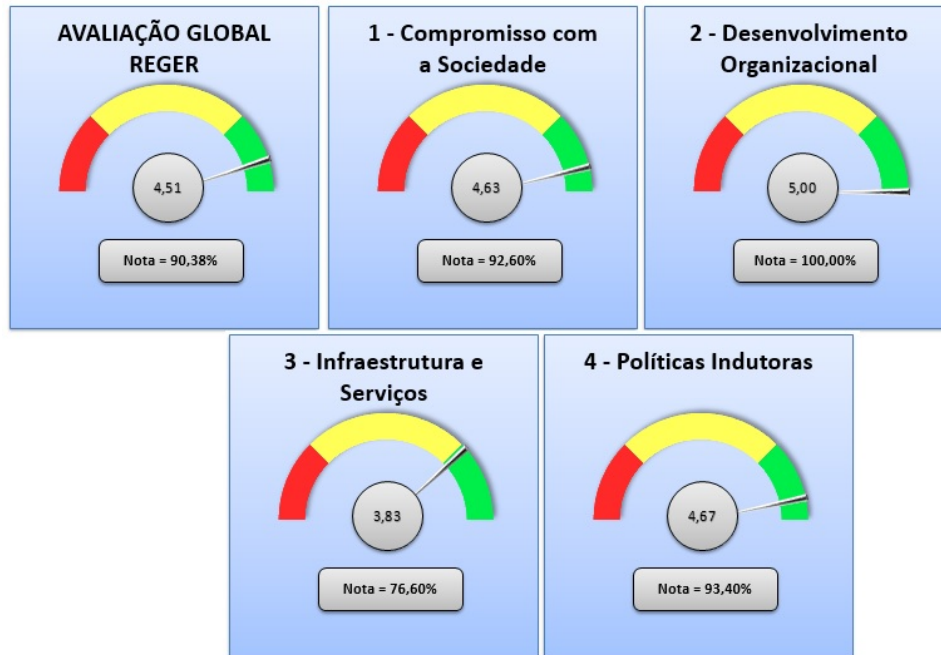 AVALIAÇÃO GLOBAL
REGER
4,51
Nota = 90,38%
1 - Compromisso com
a Sociedade
4,63
Nota = 92,60%
2 - Desenvolvimento
Organizacional
5,00
Nota = 100,00%
3 - Infraestrutura e
Serviços
3,83
Nota = 76,60%
4 - Políticas Indutoras
4,67
Nota = 93,40%